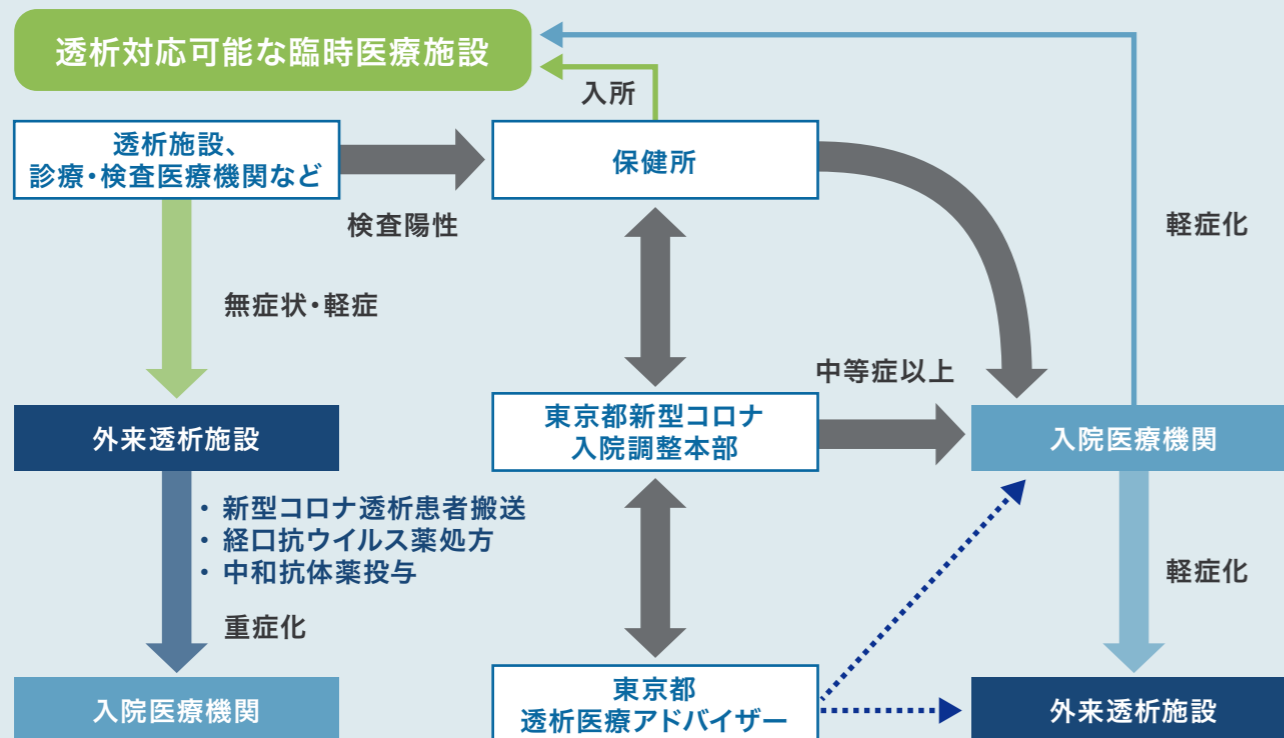 透析対応可能な臨時医療施設
入所
透析施設、
診療・検査医療機関など
保健所
検査陽性
軽症化
無症状・軽症
中等症以上
外来透析施設
東京都新型コロナ
入院調整本部
入院医療機関
・ 新型コロナ透析患者搬送
・ 経口抗ウイルス薬処方
・ 中和抗体薬投与
軽症化
重症化
入院医療機関
東京都
透析医療アドバイザー
外来透析施設